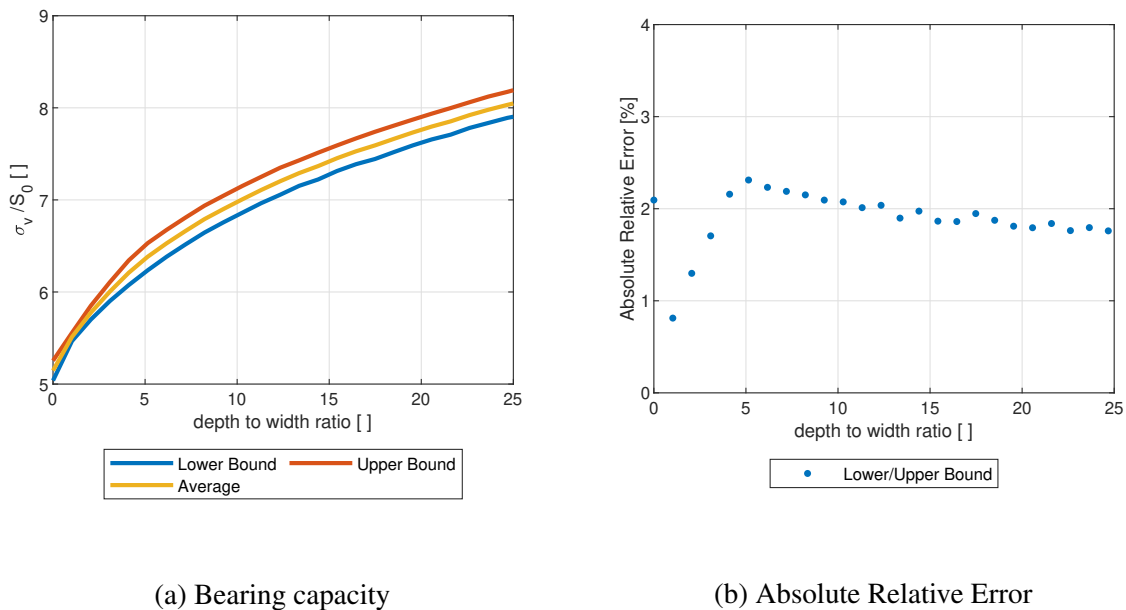 9
8
7
6
5
σv/S0 [ ]
0 5 10 15 20 25
depth to width ratio [ ]
Lower Bound Upper Bound
Average
(a) Bearing capacity
4
3
2
1
0
Absolute Relative Error [%]
0 5 10 15 20 25
depth to width ratio [ ]
Lower/Upper Bound
(b) Absolute Relative Error